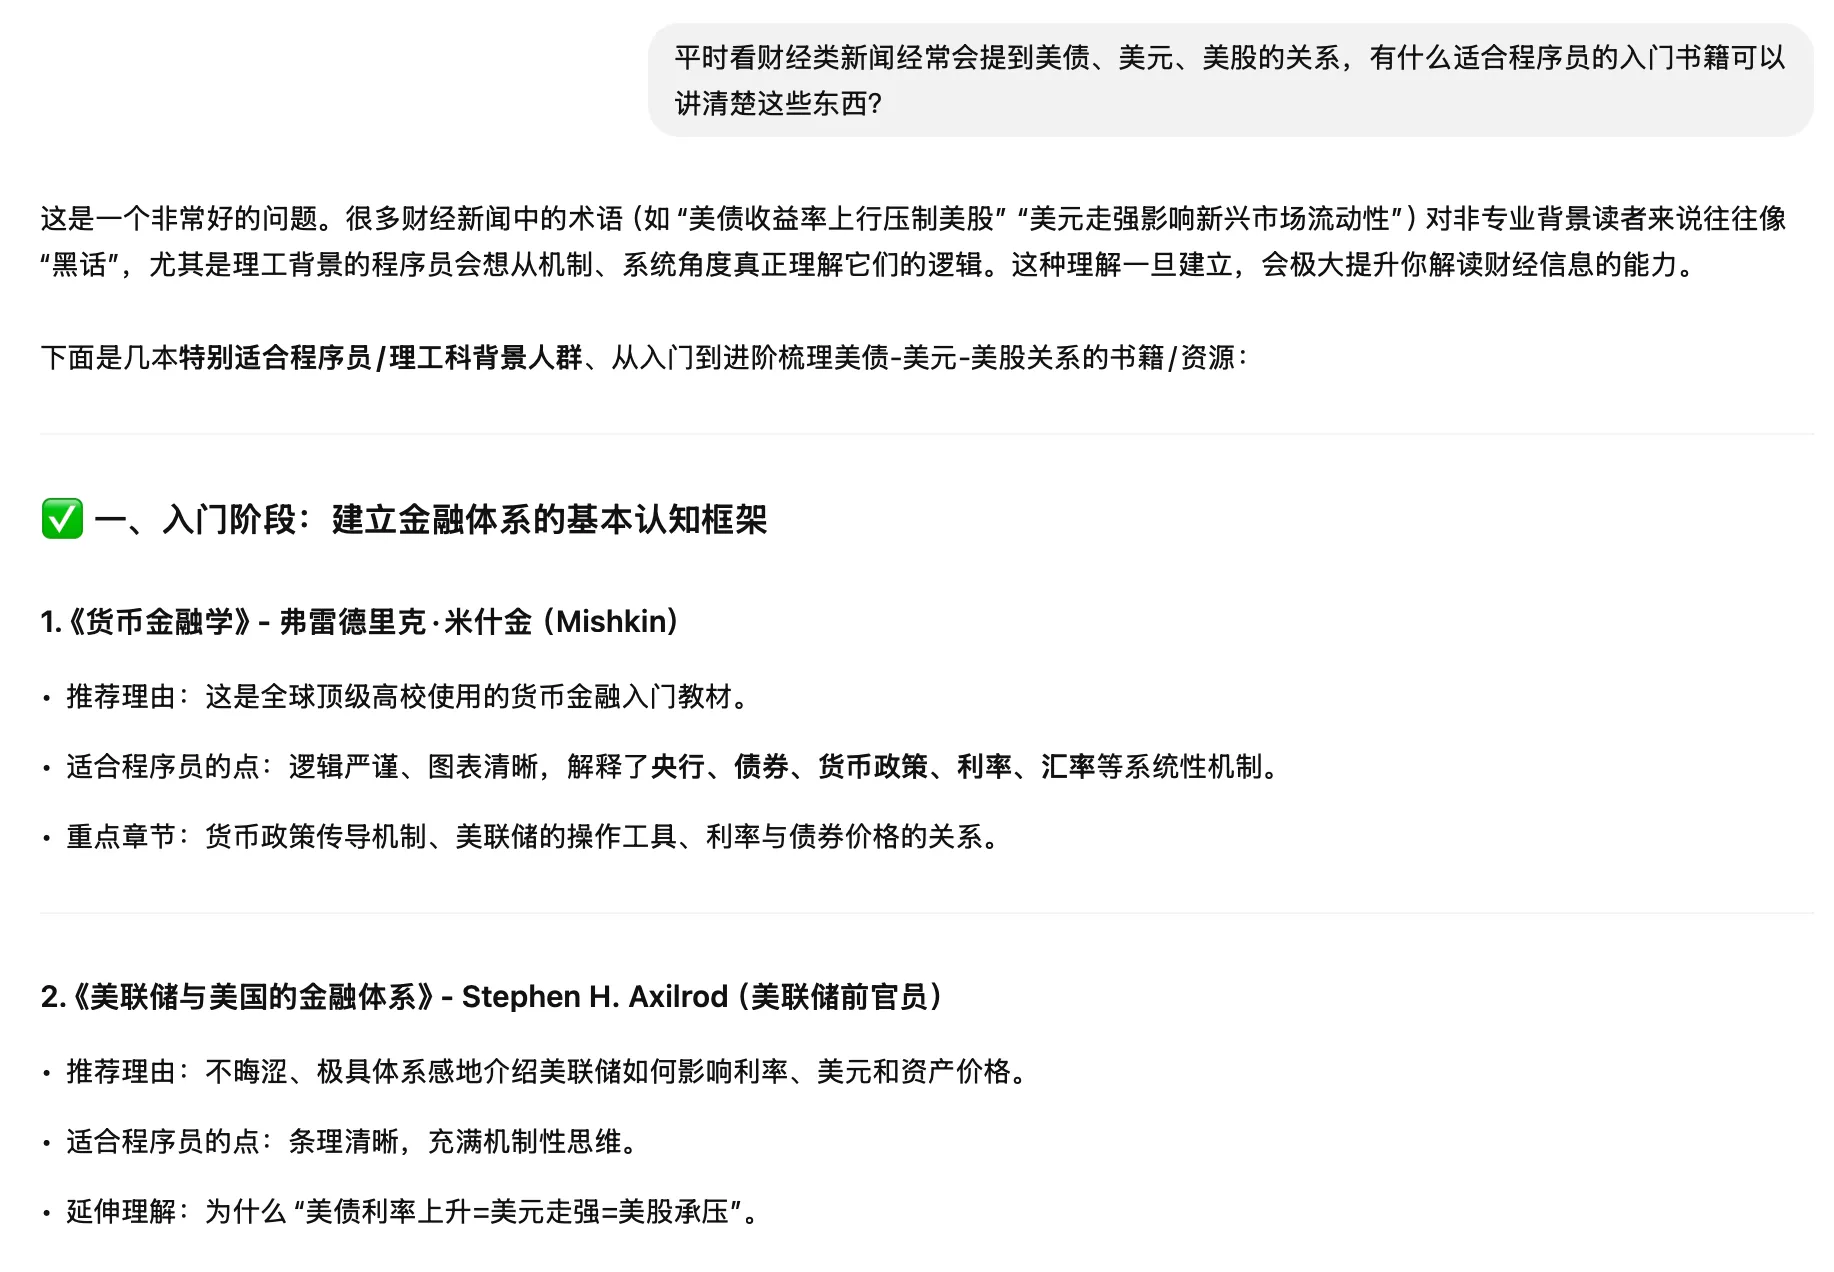 平时看财经类新闻经常会提到美债、美元、美股的关系，有什么适合程序员的入门书籍可以
讲清楚这些东西？
这是一个非常好的问题。很多财经新闻中的术语（如 “美债收益率上行压制美股” “美元走强影响新兴市场流动性”）对非专业背景读者来说往往像
“黑话”，尤其是理工背景的程序员会想从机制、系统角度真正理解它们的逻辑。这种理解一旦建立，会极大提升你解读财经信息的能力。
下面是几本特别适合程序员/理工科背景人群、从入门到进阶梳理美债-美元-美股关系的书籍/资源：
✅ 一、入门阶段：建立金融体系的基本认知框架
1.《货币金融学》- 弗雷德里克·米什金（Mishkin）
• 推荐理由：这是全球顶级高校使用的货币金融入门教材。
• 适合程序员的点：逻辑严谨、图表清晰，解释了央行、债券、货币政策、利率、汇率等系统性机制。
• 重点章节：货币政策传导机制、美联储的操作工具、利率与债券价格的关系。
2.《美联储与美国的金融体系》- Stephen H. Axilrod（美联储前官员）
• 推荐理由：不晦涩、极具体系感地介绍美联储如何影响利率、美元和资产价格。
• 适合程序员的点：条理清晰，充满机制性思维。
• 延伸理解：为什么 “美债利率上升=美元走强=美股承压”。